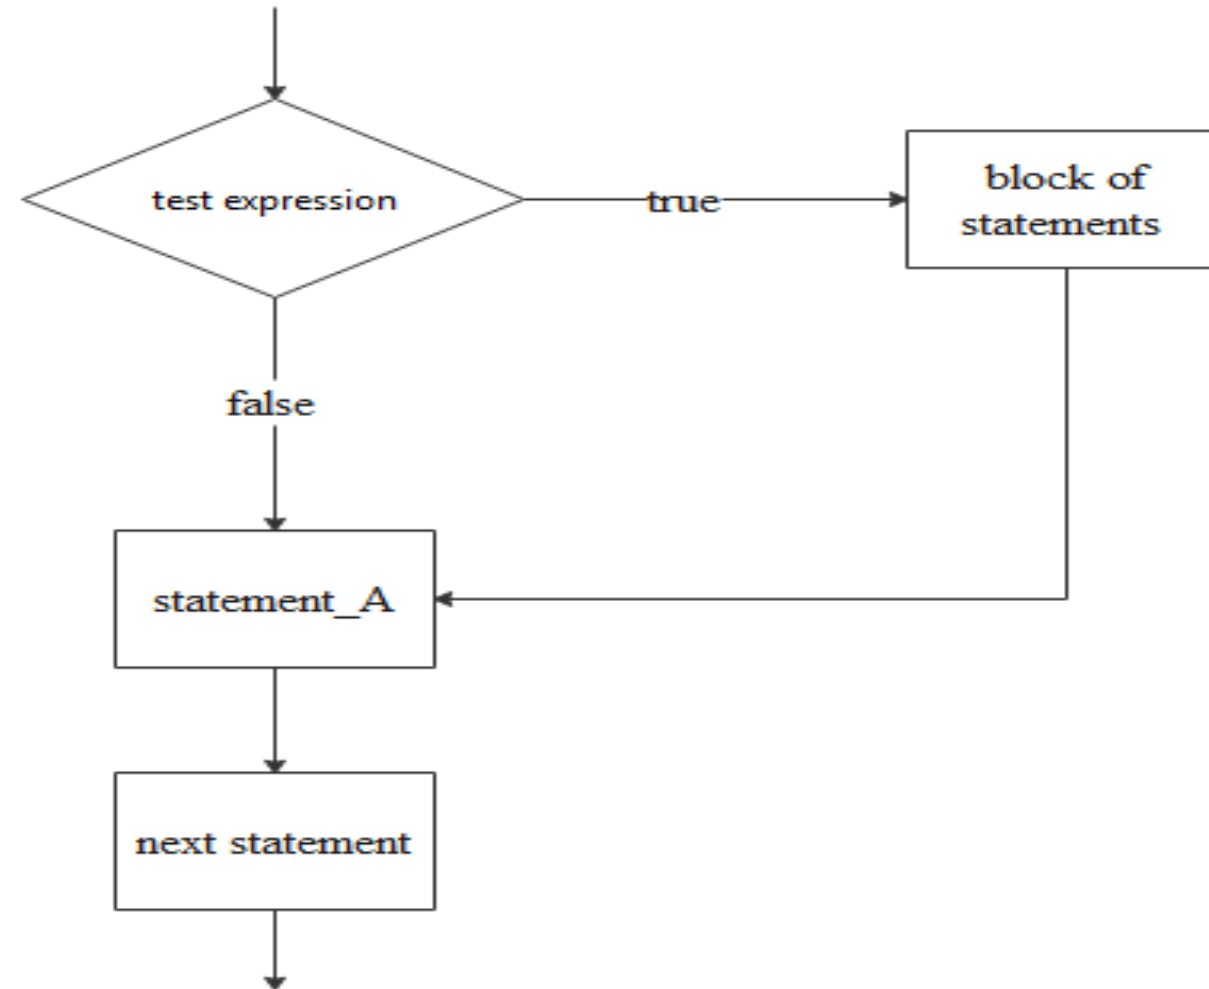 test expression
true
block of
statements
false
statement_A
next statement